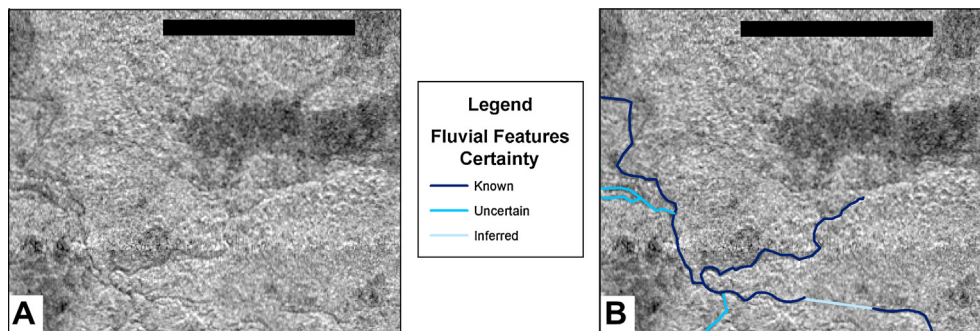 A
Legend
Fluvial Features
Certainty
Known
Uncertain
Inferred
B